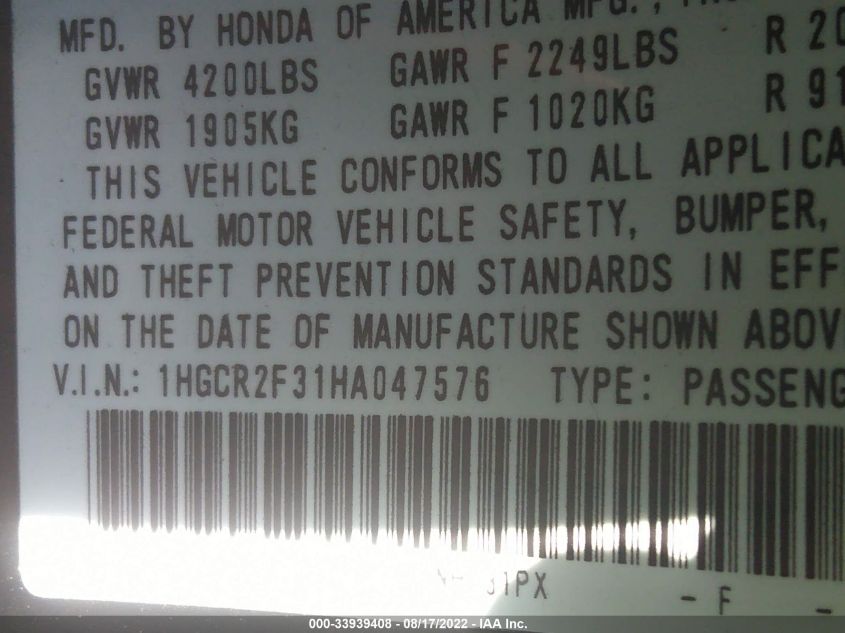 MFD. BY HONDA OF AMERICA MFG.,
GVWR 4200LBS GAWR F 2249LBS R 20
GVWR 1905KG GAWR F 1020KG R 91
THIS VEHICLE CONFORMS TO ALL APPLICA
FEDERAL MOTOR VEHICLE SAFETY, BUMPER,
AND THEFT PREVENTION STANDARDS IN EFF
ON THE DATE OF MANUFACTURE SHOWN ABOV
V.I.N.: 1HGCR2F31HA047576 TYPE: PASSENG
- F -
000-33939408 - 08/17/2022 - IAA Inc.